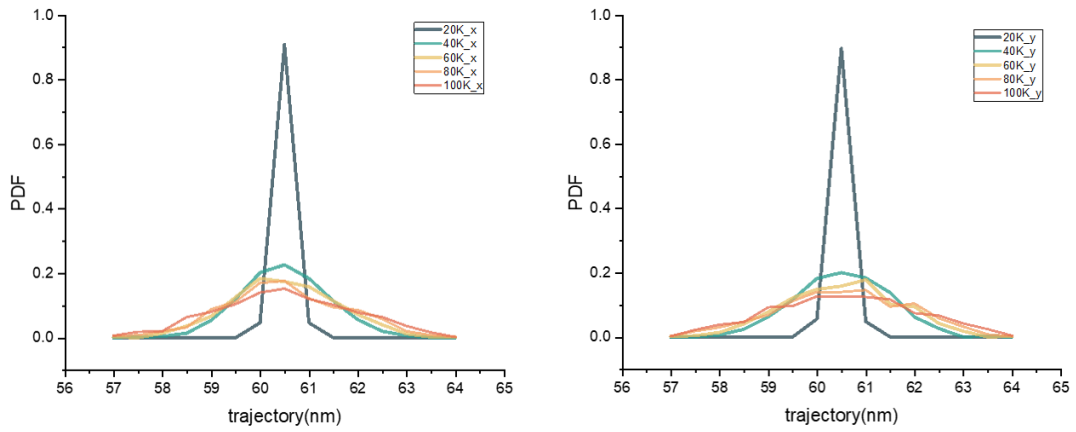 1.0
0.8
0.6
0.4
0.2
0.0
PDF
20K_x
40K_x
60K_x
80K_x
100K_x
56 57 58 59 60 61 62 63 64 65
trajectory(nm)
1.0
0.8
0.6
0.4
0.2
0.0
PDF
20K_y
40K_y
60K_y
80K_y
100K_y
56 57 58 59 60 61 62 63 64 65
trajectory(nm)